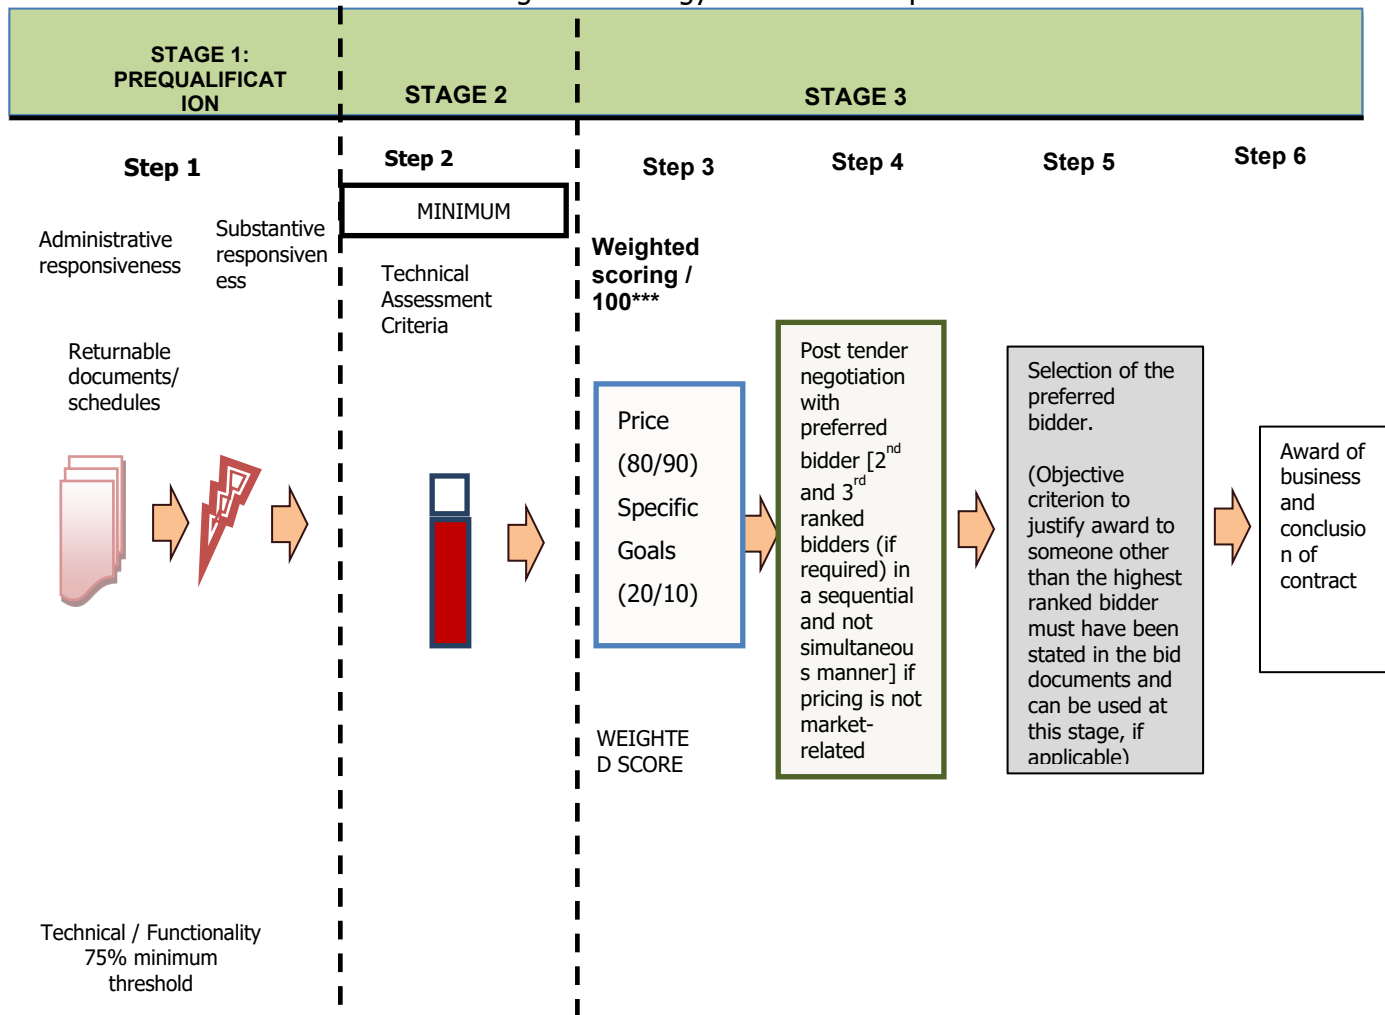 STAGE 1:
PREQUALIFICAT
ION
STAGE 2
STAGE 3
Step 1
Step 2
Step 3
Step 4
Step 5
Step 6
MINIMUM
Administrative
responsiveness
Substantive
responsiven
ess
Returnable
documents/
schedules
Technical
Assessment
Criteria
Weighted
scoring /
100***
Price
(80/90)
Specific
Goals
(20/10)
WEIGHTE
D SCORE
Post tender
negotiation
with
preferred
bidder [2nd
and 3rd
ranked
bidders (if
required) in
a sequential
and not
simultaneou
s manner] if
pricing is not
market-
related
Selection of the
preferred
bidder.
(Objective
criterion to
justify award to
someone other
than the highest
ranked bidder
must have been
stated in the bid
documents and
can be used at
this stage, if
applicable)
Award of
business
and
conclusio
n of
contract
Technical / Functionality
75% minimum
threshold